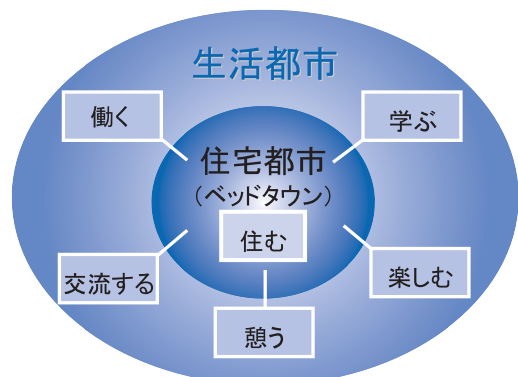 生活都市
働く
学ぶ
住宅都市
(ベッドタウン)
住む
交流する
楽しむ
憩う